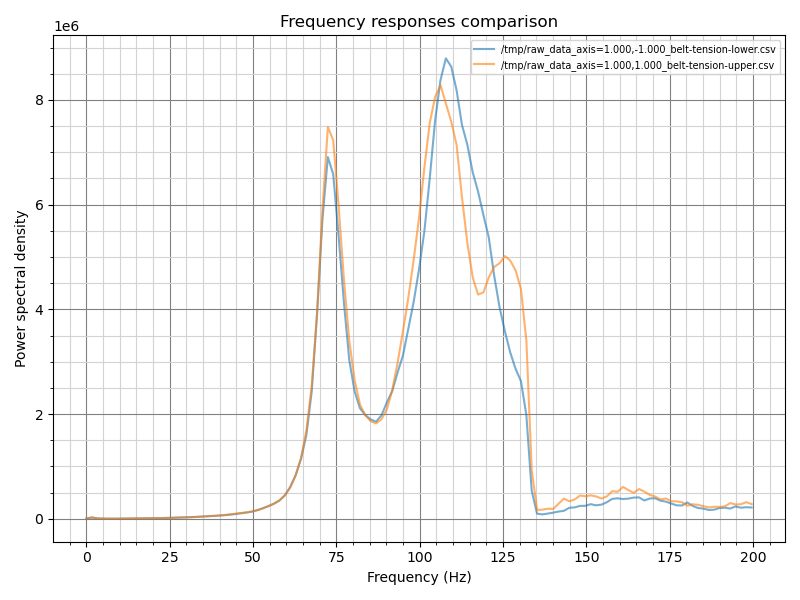 Frequency responses comparison
1e6
/tmp/raw_data_axis=1.000,-1.000_belt-tension-lower.csv
/tmp/raw_data_axis=1.000,1.000_belt-tension-upper.csv
8
6
4
2
0
Power spectral density
0 25 50 75 100 125 150 175 200
Frequency (Hz)